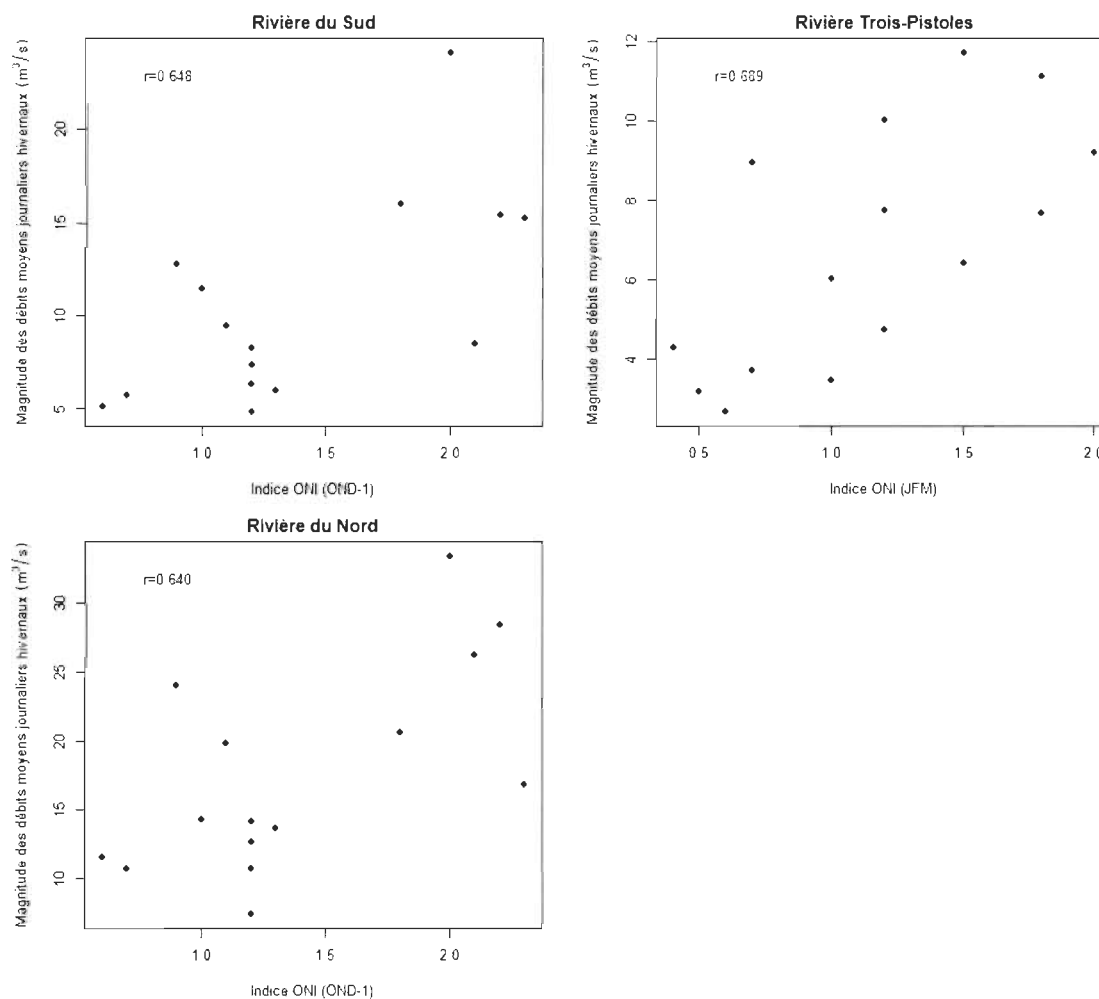 Rivière du Sud
r=0.648
Magnitude des débits moyens journaliers hivernaux (m³/s)
20
15
10
5
1.0 1.5 2.0
Indice ONI (OND-1)
Rivière Trois-Pistoles
r=0.669
Magnitude des débits moyens journaliers hivernaux (m³/s)
12
10
8
6
4
0.5 1.0 1.5 2.0
Indice ONI (JFM)
Rivière du Nord
r=0.640
Magnitude des débits moyens journaliers hivernaux (m³/s)
30
25
20
15
10
1.0 1.5 2.0
Indice ONI (OND-1)